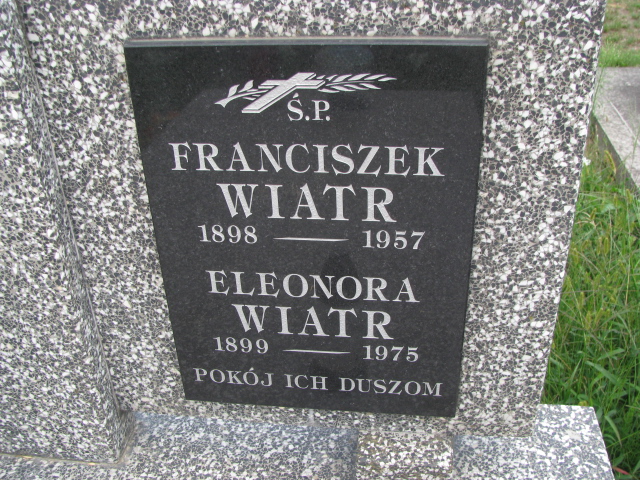 Ś.P.
FRANCISZEK
WIATR
1898 — 1957
ELEONORA
WIATR
1899 — 1975
POKÓJ ICH DUSZOM